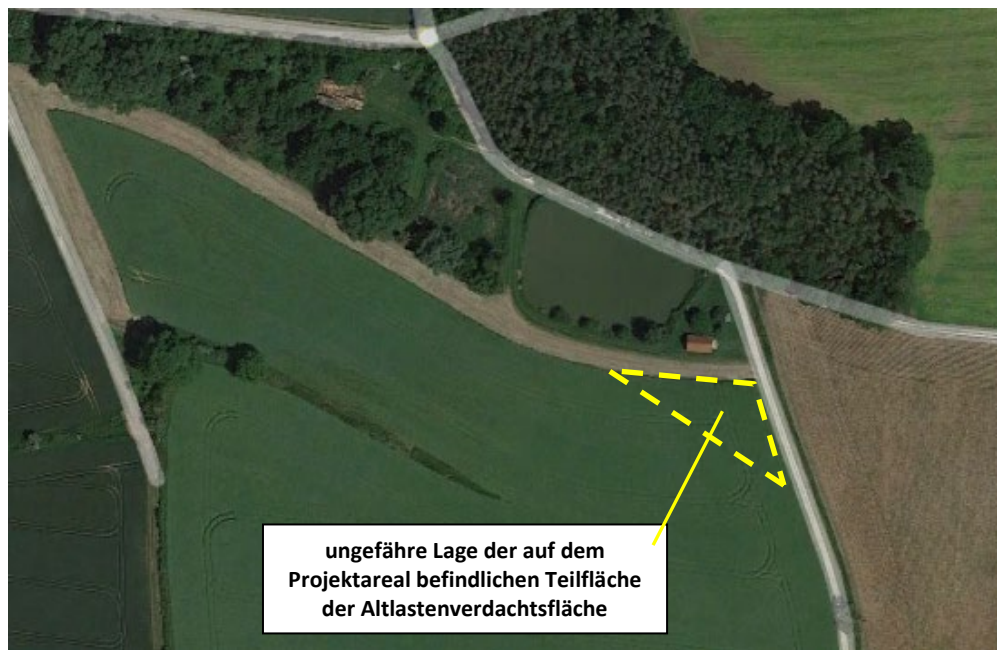 ungefähre Lage der auf dem
Projektareal befindlichen Teilfläche
der Altlastenverdachtsfläche